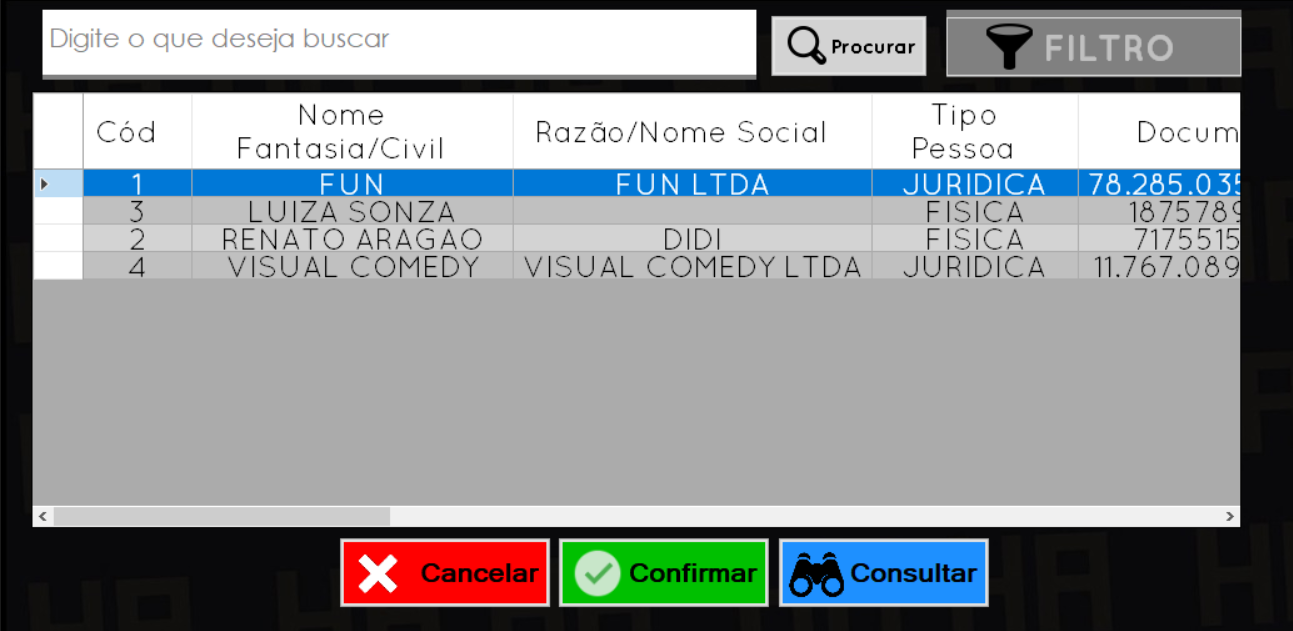 Digite o que deseja buscar
Procurar
FILTRO
Cód Nome Fantasia/Civil Razão/Nome Social Tipo Pessoa Docum
1 FUN FUN LTDA JURIDICA 78.285.035
3 LUIZA SONZA FISICA 1875789
2 RENATO ARAGAO DIDI FISICA 7175515
4 VISUAL COMEDY VISUAL COMEDY LTDA JURIDICA 11.767.089
Cancelar
Confirmar
Consultar